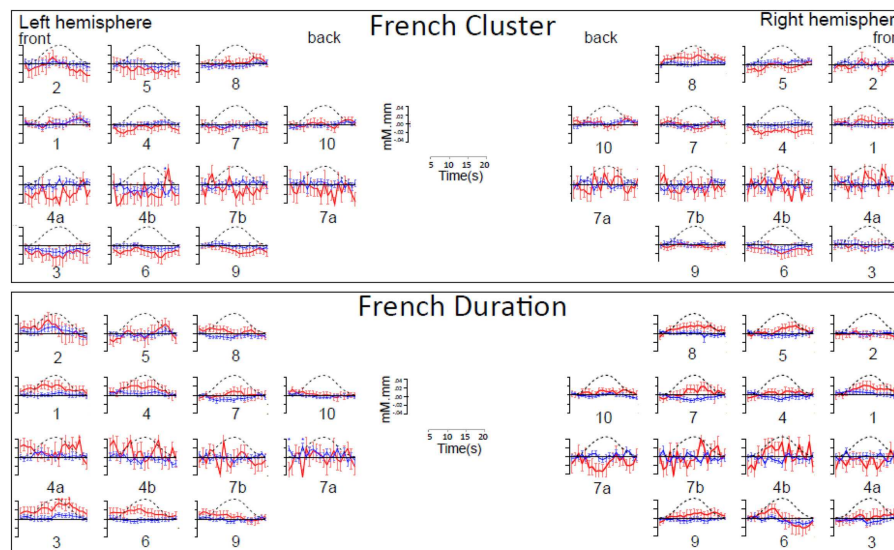 French Cluster
Left hemisphere
front
back
back
Right hemispher
fron
2 5 8
8 5 2
1 4 7 10
10 7 4 1
.04
.02
.00
-.02
-.04
mM.mm
5 10 15 20
Time(s)
4a 4b 7b 7a
7a 7b 4b 4a
3 6 9
9 6 3
French Duration
2 5 8
8 5 2
1 4 7 10
10 7 4 1
.04
.02
.00
-.02
-.04
mM.mm
5 10 15 20
Time(s)
4a 4b 7b 7a
7a 7b 4b 4a
3 6 9
9 6 3